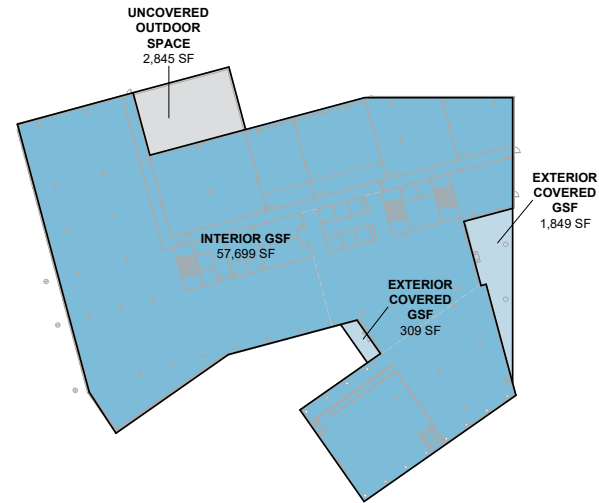 UNCOVERED
OUTDOOR
SPACE
2,845 SF
EXTERIOR
COVERED
GSF
1,849 SF
INTERIOR GSF
57,699 SF
EXTERIOR
COVERED
GSF
309 SF